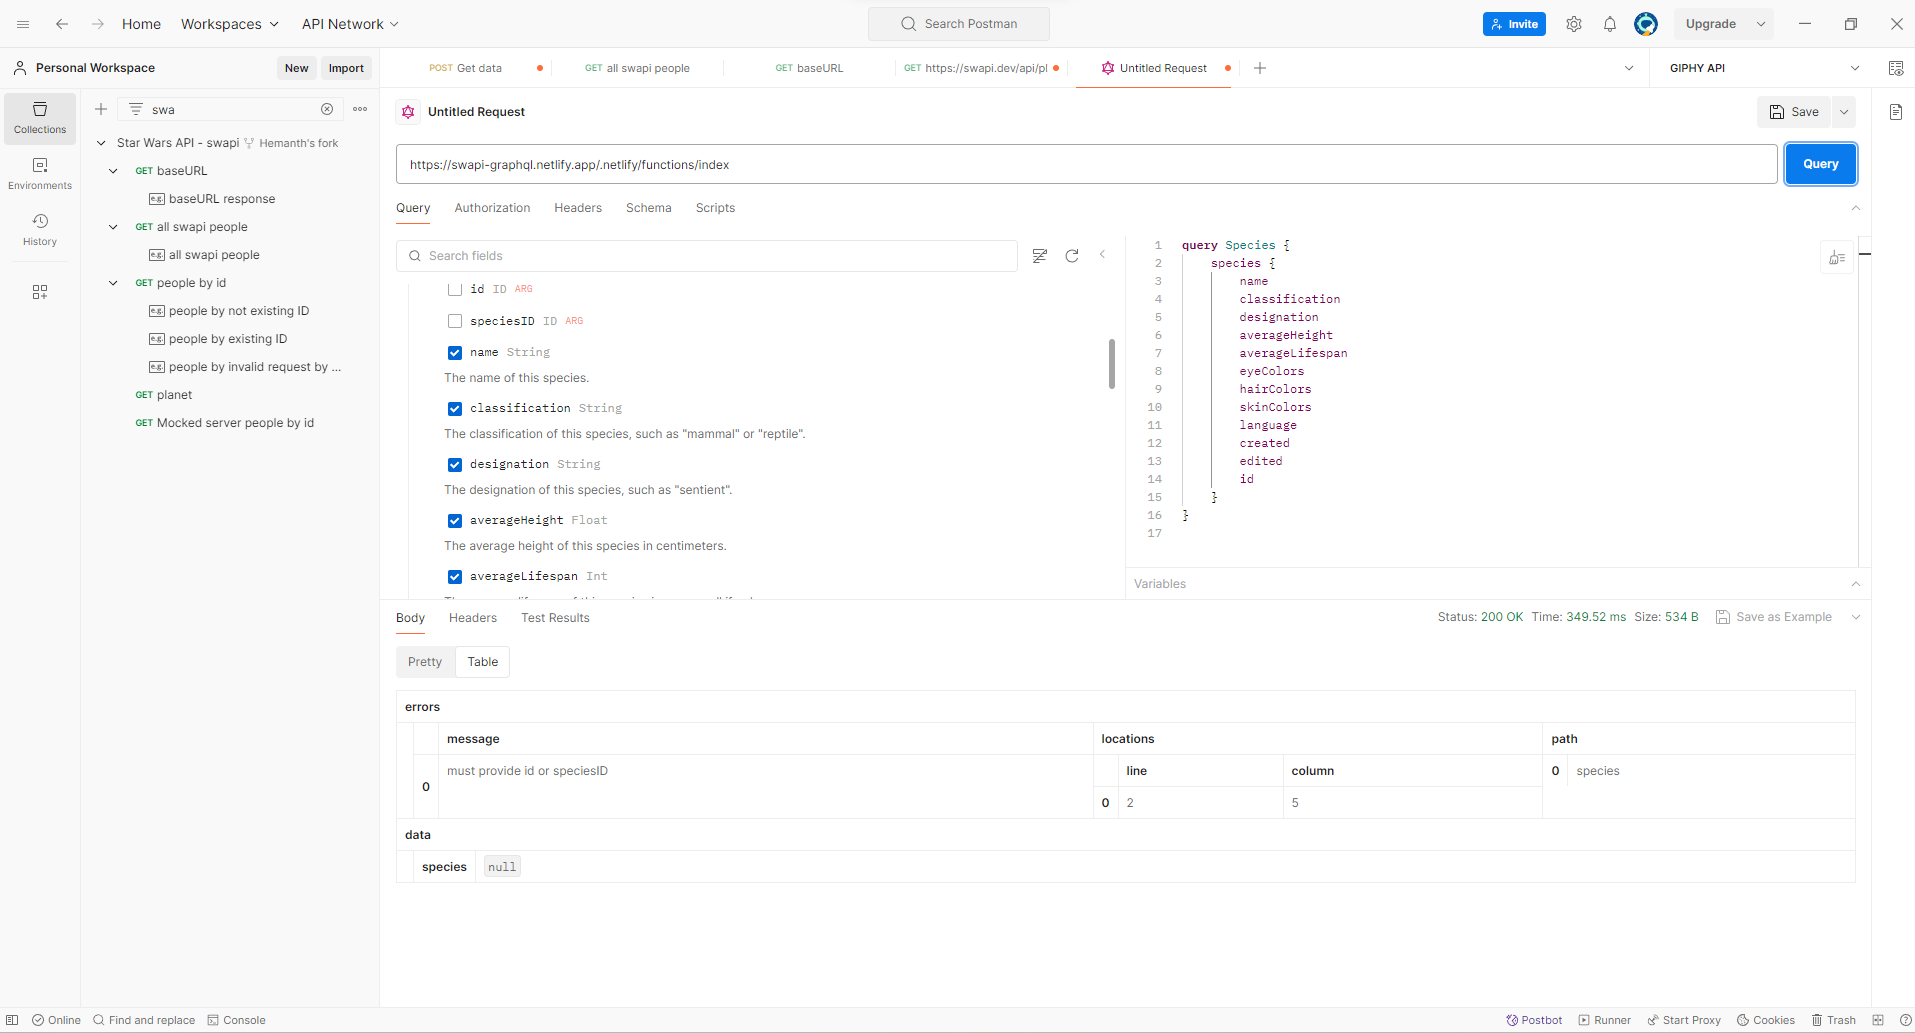 Home Workspaces API Network Search Postman Invite Upgrade
Personal Workspace New Import
POST Get data GET all swapi people GET baseURL GET https://swapi.dev/api/pl Untitled Request GIPHY API
Collections
Environments
History
swa
Star Wars API - swapi Hemanth's fork
GET baseURL
e.g. baseURL response
GET all swapi people
e.g. all swapi people
GET people by id
e.g. people by not existing ID
e.g. people by existing ID
e.g. people by invalid request by ...
GET planet
GET Mocked server people by id
Untitled Request Save
https://swapi-graphql.netlify.app/.netlify/functions/index Query
Query Authorization Headers Schema Scripts
Search fields
id ID ARG
speciesID ID ARG
name String
The name of this species.
classification String
The classification of this species, such as "mammal" or "reptile".
designation String
The designation of this species, such as "sentient".
averageHeight Float
The average height of this species in centimeters.
averageLifespan Int
1 query Species {
2 species {
3 name
4 classification
5 designation
6 averageHeight
7 averageLifespan
8 eyeColors
9 hairColors
10 skinColors
11 language
12 created
13 edited
14 id
15 }
16 }
17
Variables
Body Headers Test Results Status: 200 OK Time: 349.52 ms Size: 534 B Save as Example
Pretty Table
errors
message locations path
0 must provide id or speciesID line column 0 species
0 2 5
data
species null
Online Find and replace Console Postbot Runner Start Proxy Cookies Trash